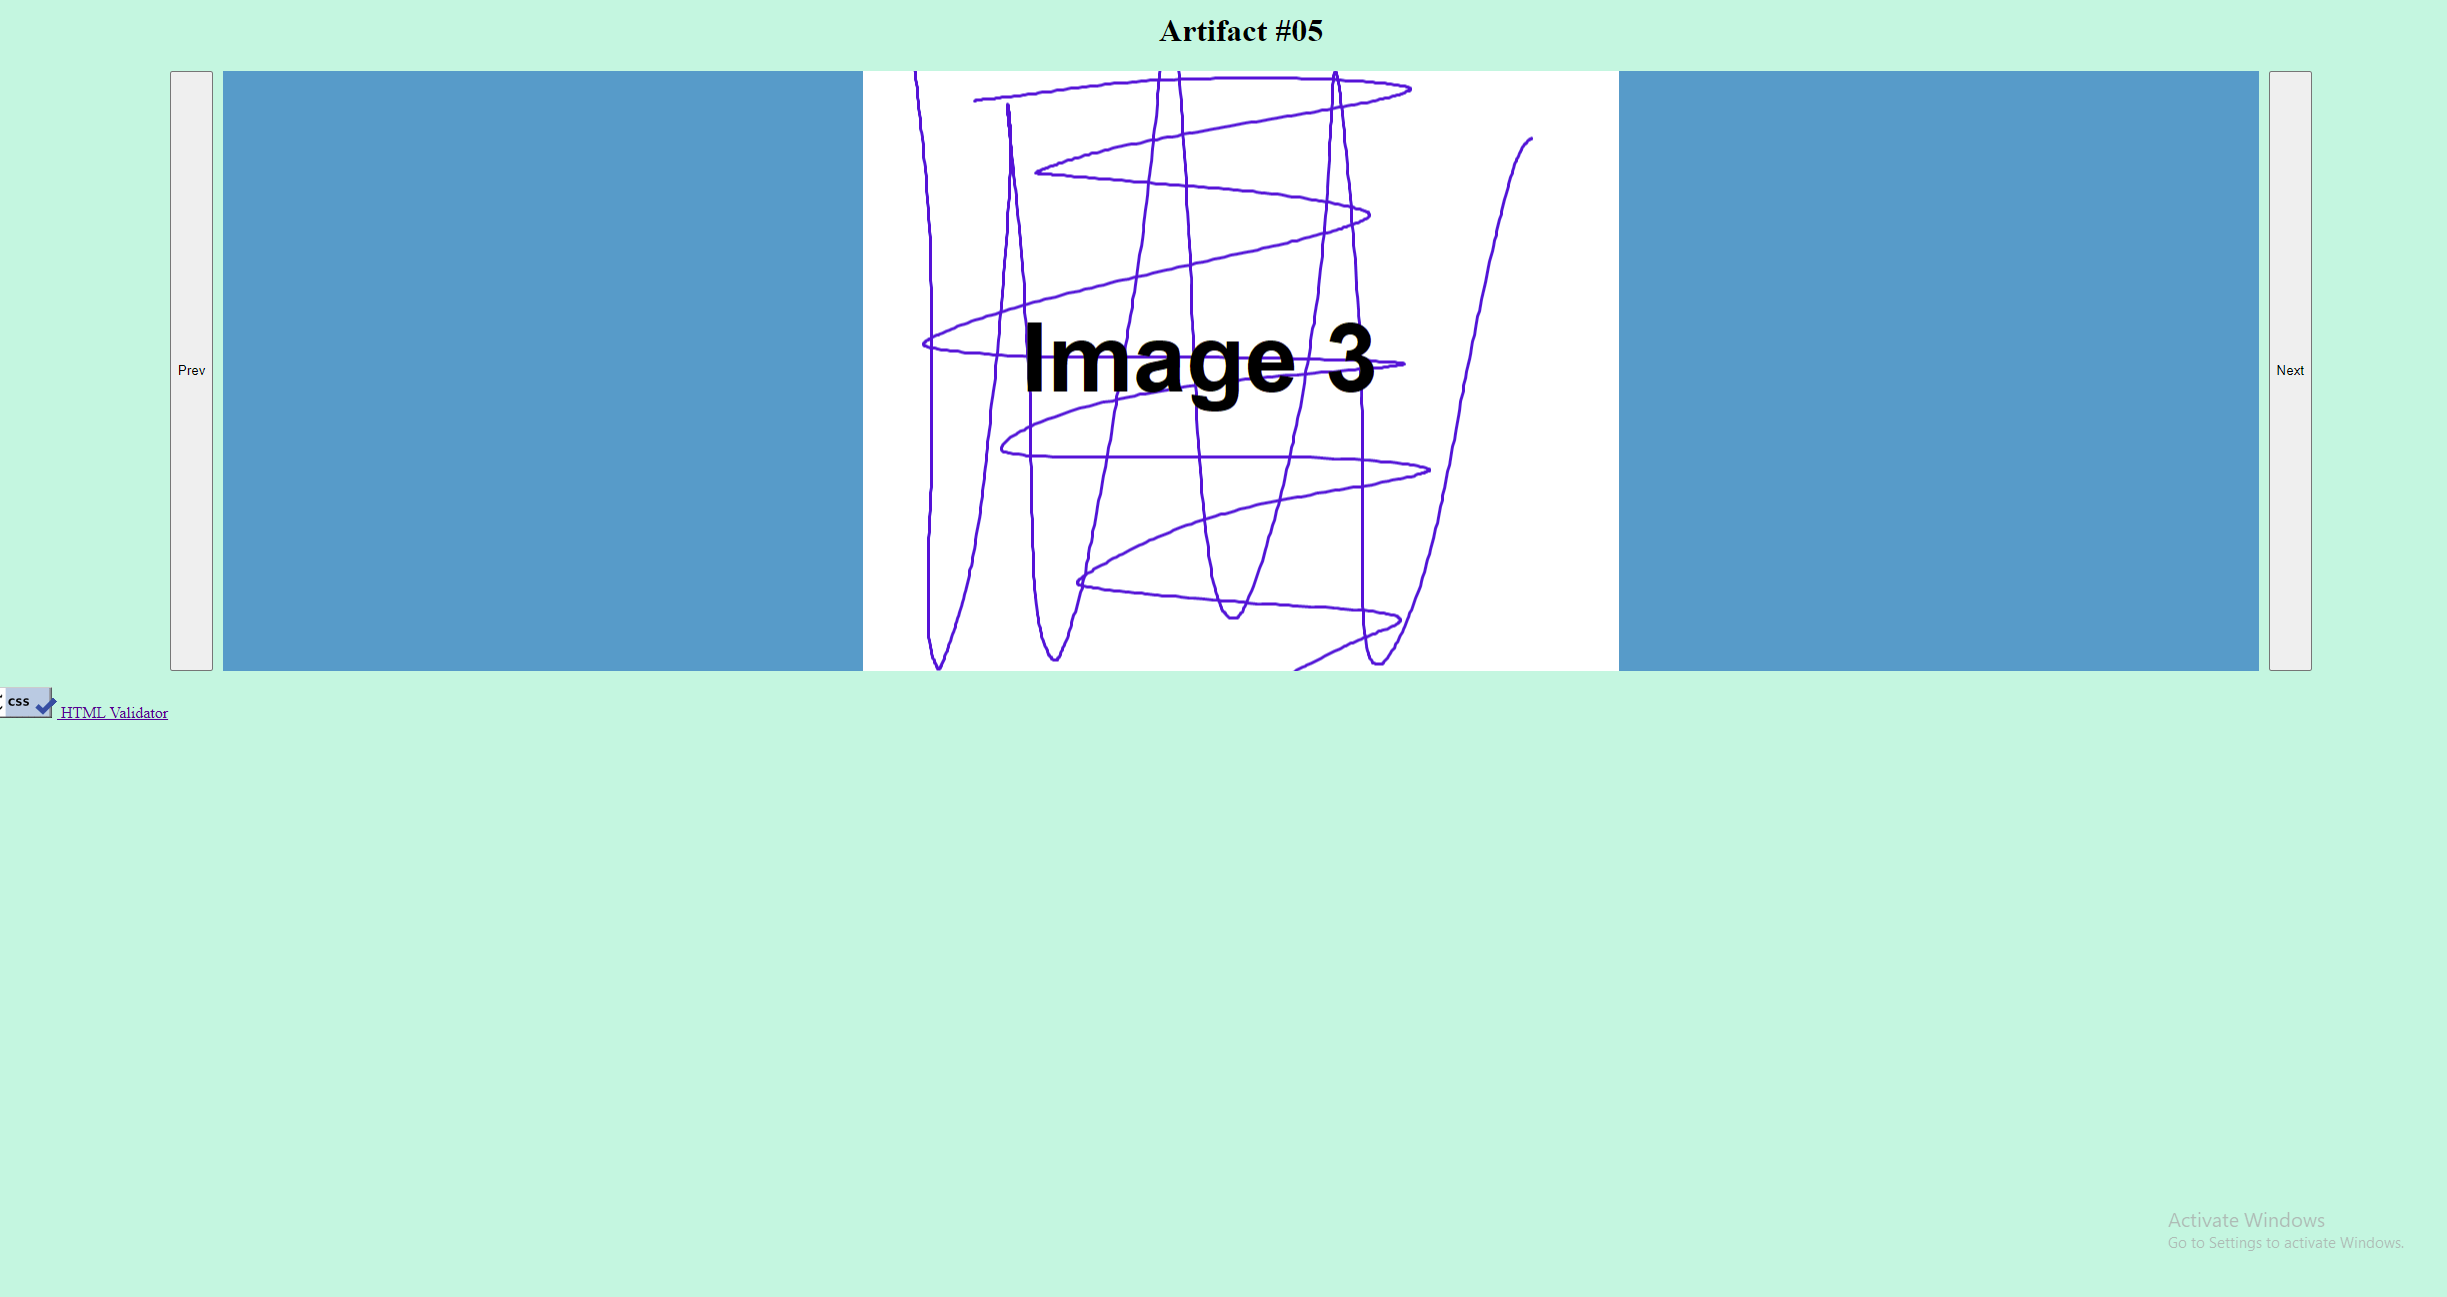 Artifact #05
Prev
Image 3
Next
css
HTML Validator
Activate Windows
Go to Settings to activate Windows.